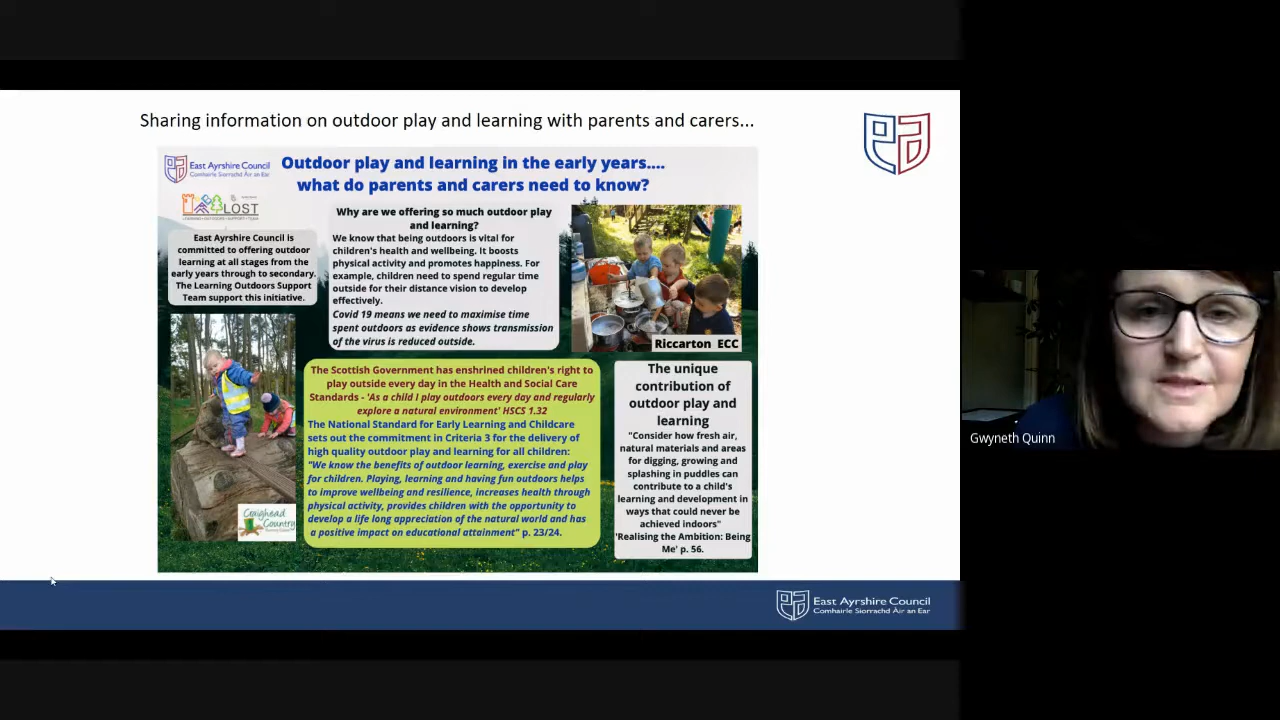 Sharing information on outdoor play and learning with parents and carers...
East Ayrshire Council
Comhairle Siorrachd Àir an Ear
Outdoor play and learning in the early years....
what do parents and carers need to know?
LOST
East Ayrshire Council is
committed to offering outdoor
learning at all stages from the
early years through to secondary.
The Learning Outdoors Support
Team support this initiative.
Why are we offering so much outdoor play
and learning?
We know that being outdoors is vital for
children's health and wellbeing. It boosts
physical activity and promotes happiness. For
example, children need to spend regular time
outside for their distance vision to develop
effectively.
Covid 19 means we need to maximise time
spent outdoors as evidence shows transmission
of the virus is reduced outside.
Riccarton ECC
The Scottish Government has enshrined children's right to
play outside every day in the Health and Social Care
Standards - 'As a child I play outdoors every day and regularly
explore a natural environment' HSCS 1.32
The National Standard for Early Learning and Childcare
sets out the commitment in Criteria 3 for the delivery of
high quality outdoor play and learning for all children:
"We know the benefits of outdoor learning, exercise and play
for children. Playing, learning and having fun outdoors helps
to improve wellbeing and resilience, increases health through
physical activity, provides children with the opportunity to
develop a life long appreciation of the natural world and has
a positive impact on educational attainment" p. 23/24.
The unique
contribution of
outdoor play and
learning
"Consider how fresh air,
natural materials and areas
for digging, growing and
splashing in puddles can
contribute to a child's
learning and development in
ways that could never be
achieved indoors"
'Realising the Ambition: Being
Me' p. 56.
Craighead Country
East Ayrshire Council
Comhairle Siorrachd Àir an Ear
Gwyneth Quinn